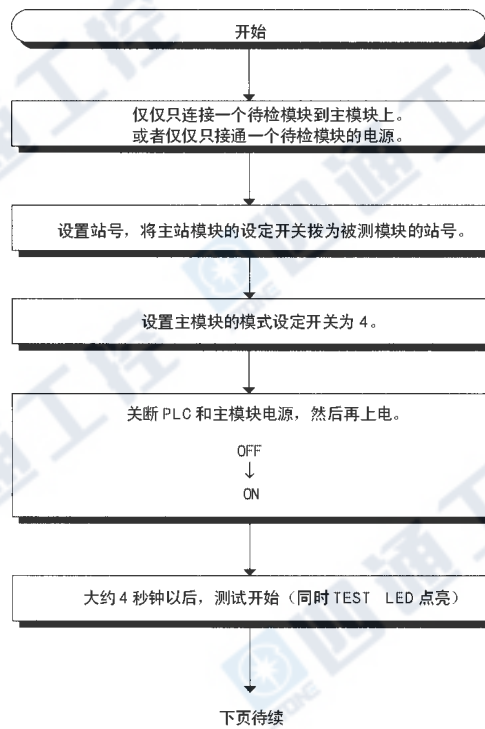 开始
仅仅只连接一个待检模块到主模块上。
或者仅仅只接通一个待检模块的电源。
设置站号，将主站模块的设定开关拨为被测模块的站号。
设置主模块的模式设定开关为 4。
关断 PLC 和主模块电源，然后再上电。
OFF
↓
ON
大约 4 秒钟以后，测试开始（同时 TEST LED 点亮）
下页待续